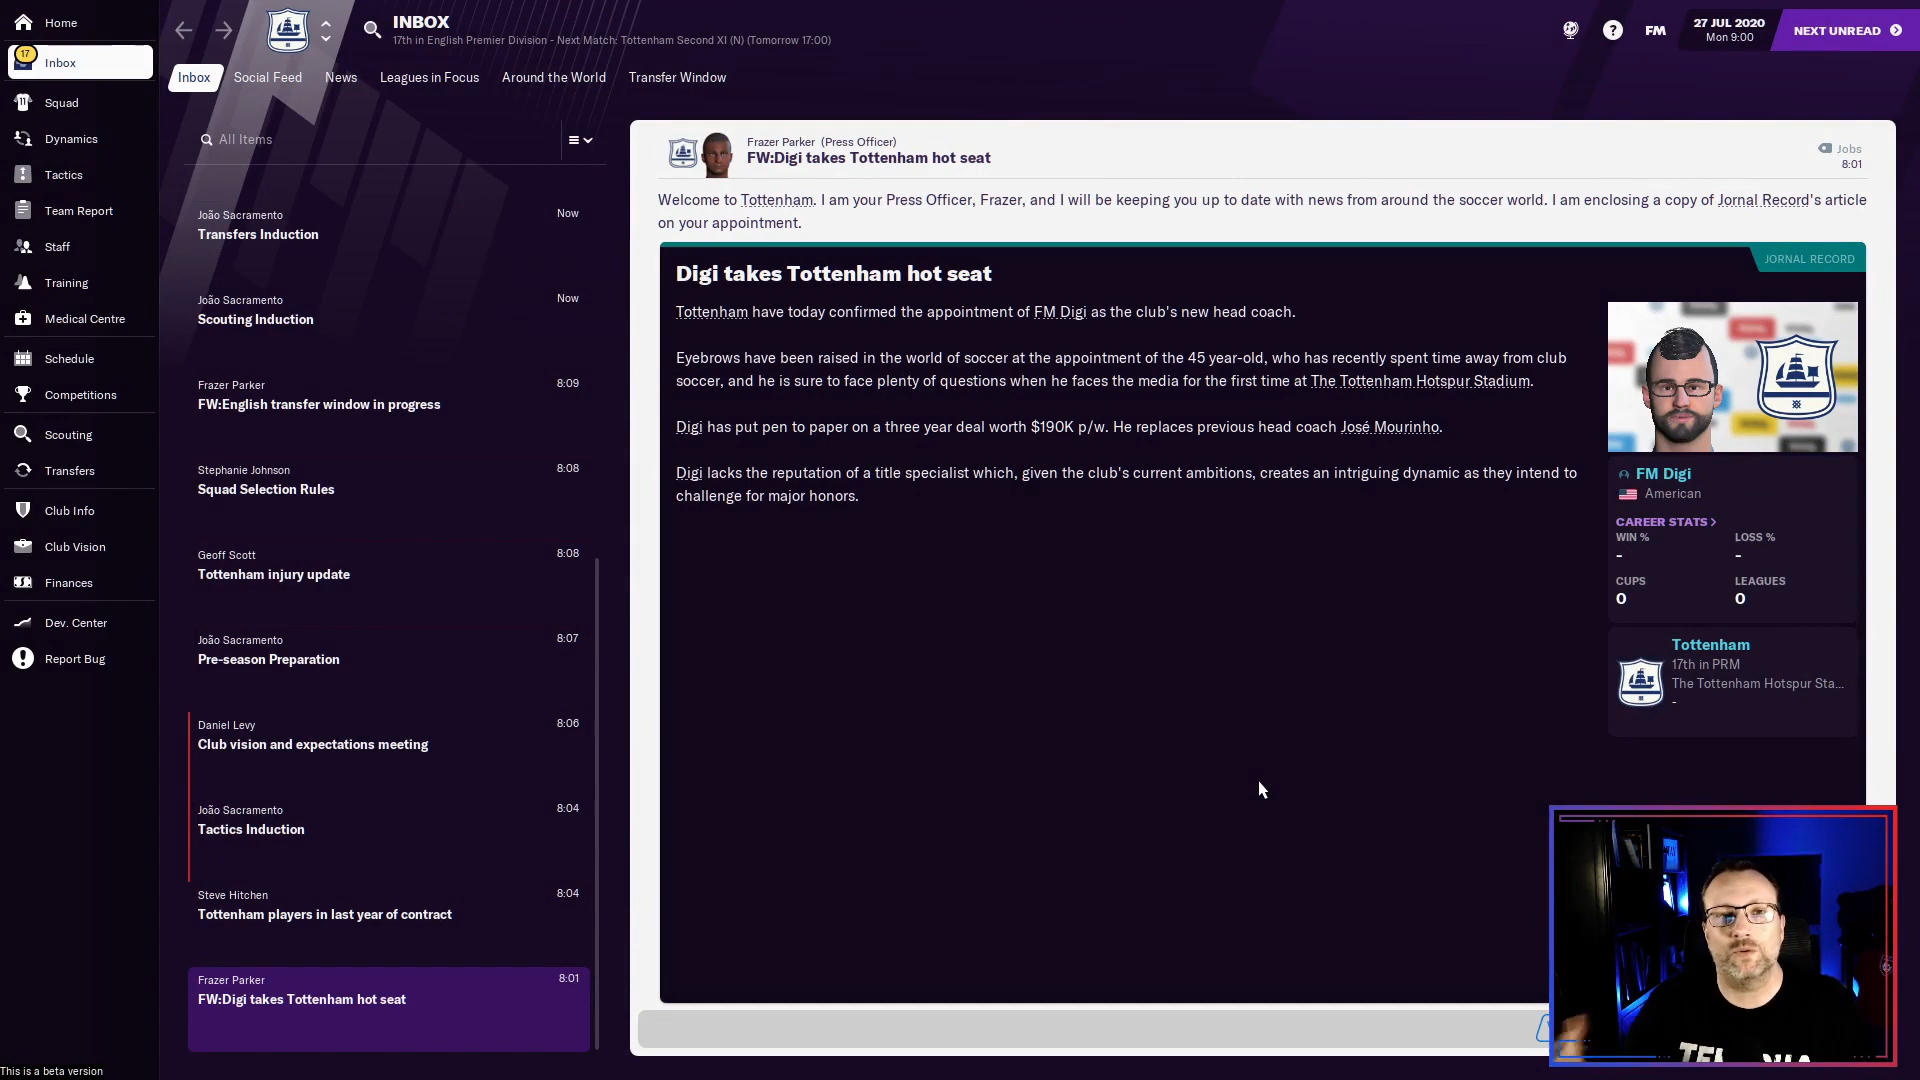 Home
17
Inbox
Squad
Dynamics
Tactics
Team Report
Staff
Training
Medical Centre
Schedule
Competitions
Scouting
Transfers
Club Info
Club Vision
Finances
Dev. Center
Report Bug
This is a beta version
INBOX
17th in English Premier Division - Next Match: Tottenham Second XI (N) (Tomorrow 17:00)
FM
27 JUL 2020
Mon 9:00
NEXT UNREAD
Inbox
Social Feed
News
Leagues in Focus
Around the World
Transfer Window
All Items
João Sacramento
Now
Transfers Induction
João Sacramento
Now
Scouting Induction
Frazer Parker
8:09
FW:English transfer window in progress
Stephanie Johnson
8:08
Squad Selection Rules
Geoff Scott
8:08
Tottenham injury update
João Sacramento
8:07
Pre-season Preparation
Daniel Levy
8:06
Club vision and expectations meeting
João Sacramento
8:04
Tactics Induction
Steve Hitchen
8:04
Tottenham players in last year of contract
Frazer Parker
8:01
FW:Digi takes Tottenham hot seat
Frazer Parker (Press Officer)
FW:Digi takes Tottenham hot seat
Jobs
8:01
Welcome to Tottenham. I am your Press Officer, Frazer, and I will be keeping you up to date with news from around the soccer world. I am enclosing a copy of Jornal Record's article
on your appointment.
JORNAL RECORD
Digi takes Tottenham hot seat
Tottenham have today confirmed the appointment of FM Digi as the club's new head coach.
Eyebrows have been raised in the world of soccer at the appointment of the 45 year-old, who has recently spent time away from club
soccer, and he is sure to face plenty of questions when he faces the media for the first time at The Tottenham Hotspur Stadium.
Digi has put pen to paper on a three year deal worth $190K p/w. He replaces previous head coach José Mourinho.
Digi lacks the reputation of a title specialist which, given the club's current ambitions, creates an intriguing dynamic as they intend to
challenge for major honors.
FM Digi
American
CAREER STATS >
WIN %
LOSS %
-
-
CUPS
LEAGUES
0
0
Tottenham
17th in PRM
The Tottenham Hotspur Sta...
-